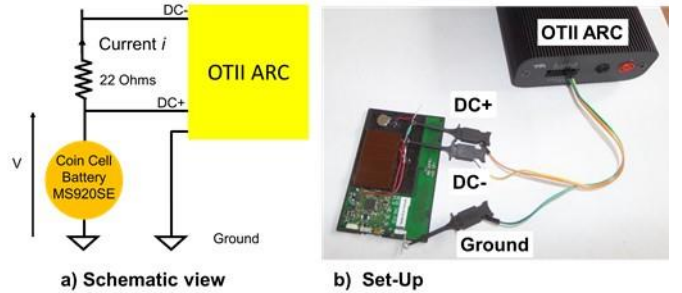 DC-
Current i
22 Ohms
DC+
OTII ARC
V
Coin Cell
Battery
MS920SE
Ground
a) Schematic view
OTII ARC
DC+
DC-
Ground
b) Set-Up